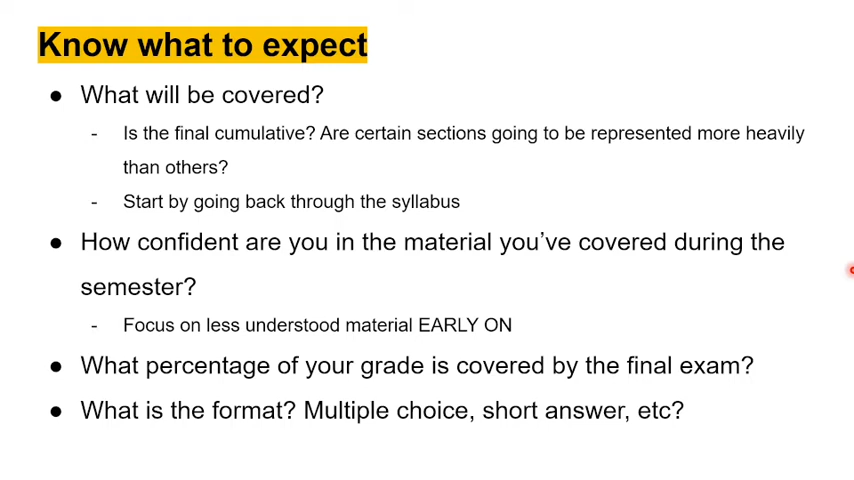 Know what to expect
● What will be covered?
- Is the final cumulative? Are certain sections going to be represented more heavily
than others?
- Start by going back through the syllabus
● How confident are you in the material you’ve covered during the
semester?
- Focus on less understood material EARLY ON
● What percentage of your grade is covered by the final exam?
● What is the format? Multiple choice, short answer, etc?